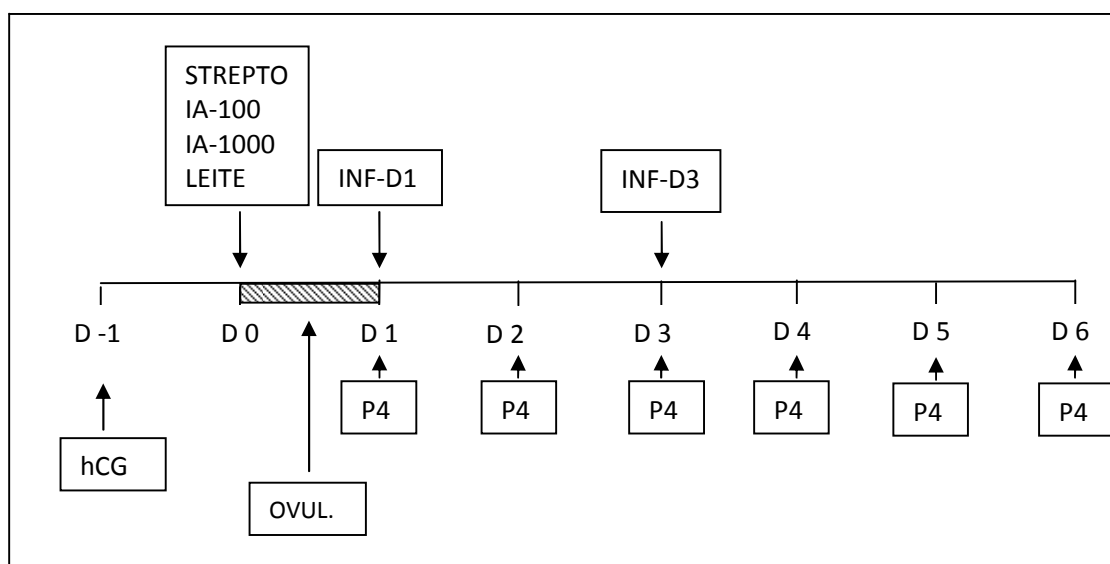 STREPTO
IA-100
IA-1000
LEITE
INF-D1
INF-D3
D -1
D 0
D 1
D 2
D 3
D 4
D 5
D 6
P4
P4
P4
P4
P4
P4
hCG
OVUL.